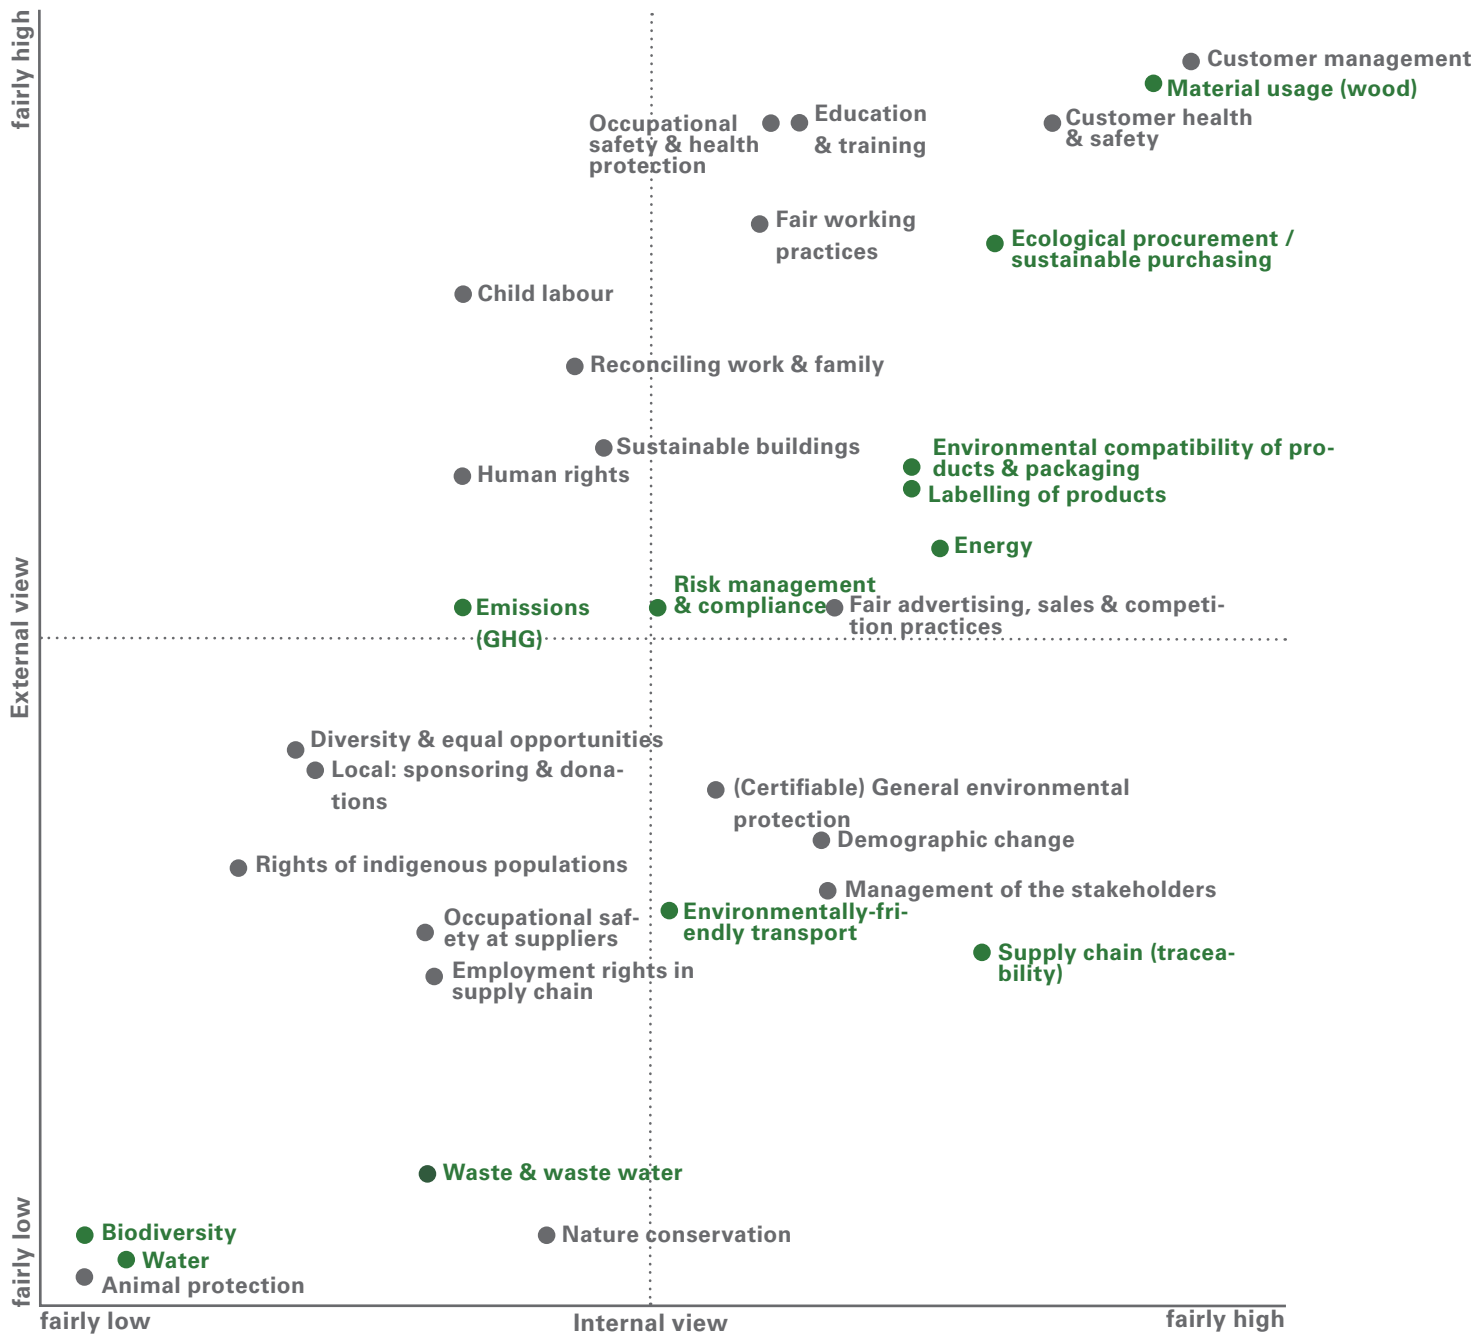 fairly high
Customer management
Material usage (wood)
Occupational
safety & health
protection
Education
& training
Customer health
& safety
Fair working
practices
Ecological procurement /
sustainable purchasing
Child labour
Reconciling work & family
Sustainable buildings
Human rights
Environmental compatibility of pro-
ducts & packaging
Labelling of products
Energy
Emissions
(GHG)
Risk management
& compliance
Fair advertising, sales & competi-
tion practices
External view
Diversity & equal opportunities
Local: sponsoring & dona-
tions
(Certifiable) General environmental
protection
Demographic change
Rights of indigenous populations
Management of the stakeholders
Occupational saf-
ety at suppliers
Environmentally-fri-
endly transport
Employment rights in
supply chain
Supply chain (tracea-
bility)
Waste & waste water
Biodiversity
Nature conservation
Water
Animal protection
fairly low
fairly low
Internal view
fairly high